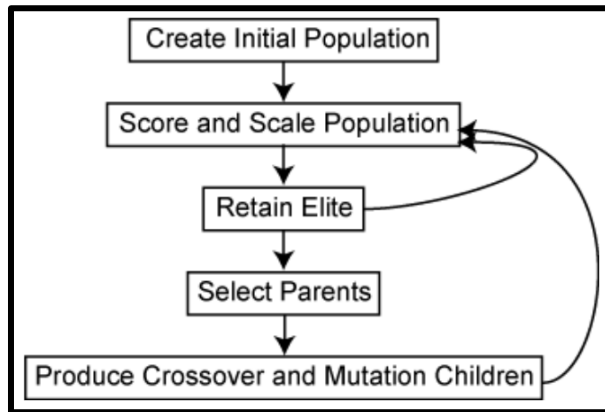 Create Initial Population
Score and Scale Population
Retain Elite
Select Parents
Produce Crossover and Mutation Children